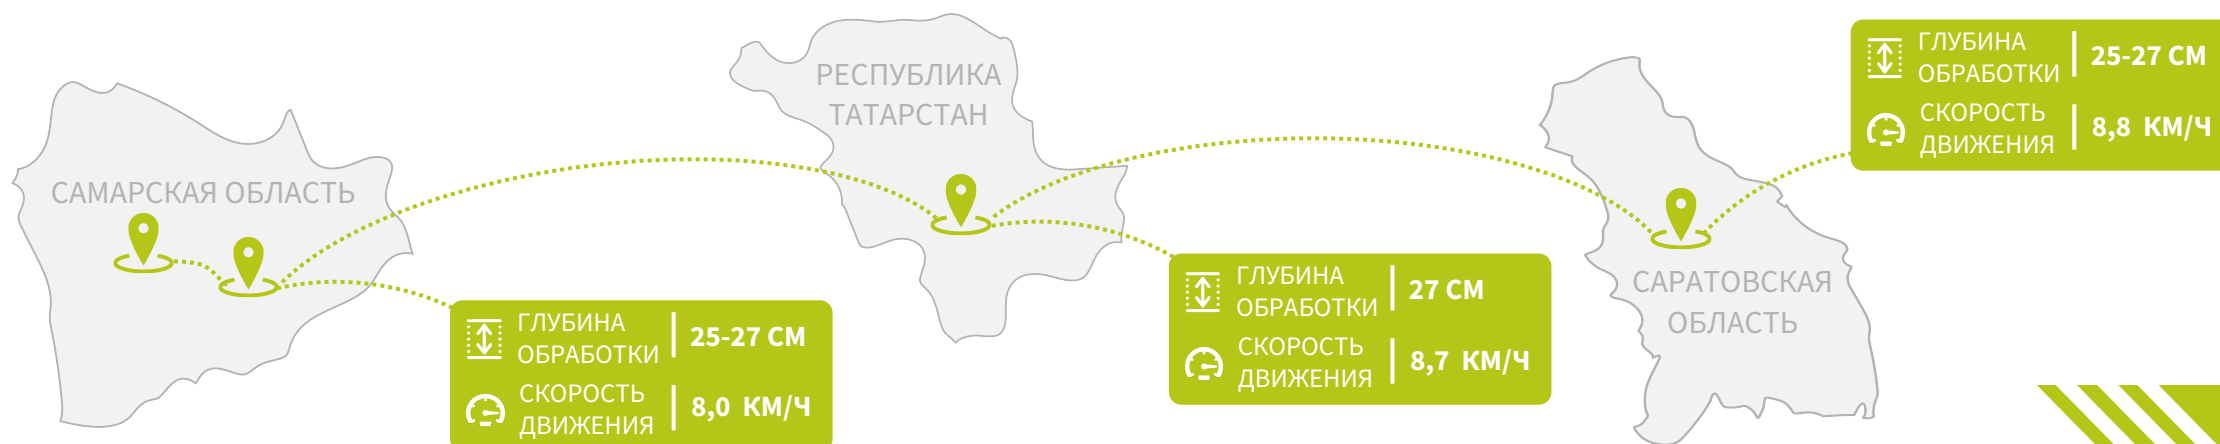 САМАРСКАЯ ОБЛАСТЬ
ГЛУБИНА
ОБРАБОТКИ
25-27 СМ
СКОРОСТЬ
ДВИЖЕНИЯ
8,0 КМ/Ч
РЕСПУБЛИКА
ТАТАРСТАН
ГЛУБИНА
ОБРАБОТКИ
27 СМ
СКОРОСТЬ
ДВИЖЕНИЯ
8,7 КМ/Ч
САРАТОВСКАЯ
ОБЛАСТЬ
ГЛУБИНА
ОБРАБОТКИ
25-27 СМ
СКОРОСТЬ
ДВИЖЕНИЯ
8,8 КМ/Ч